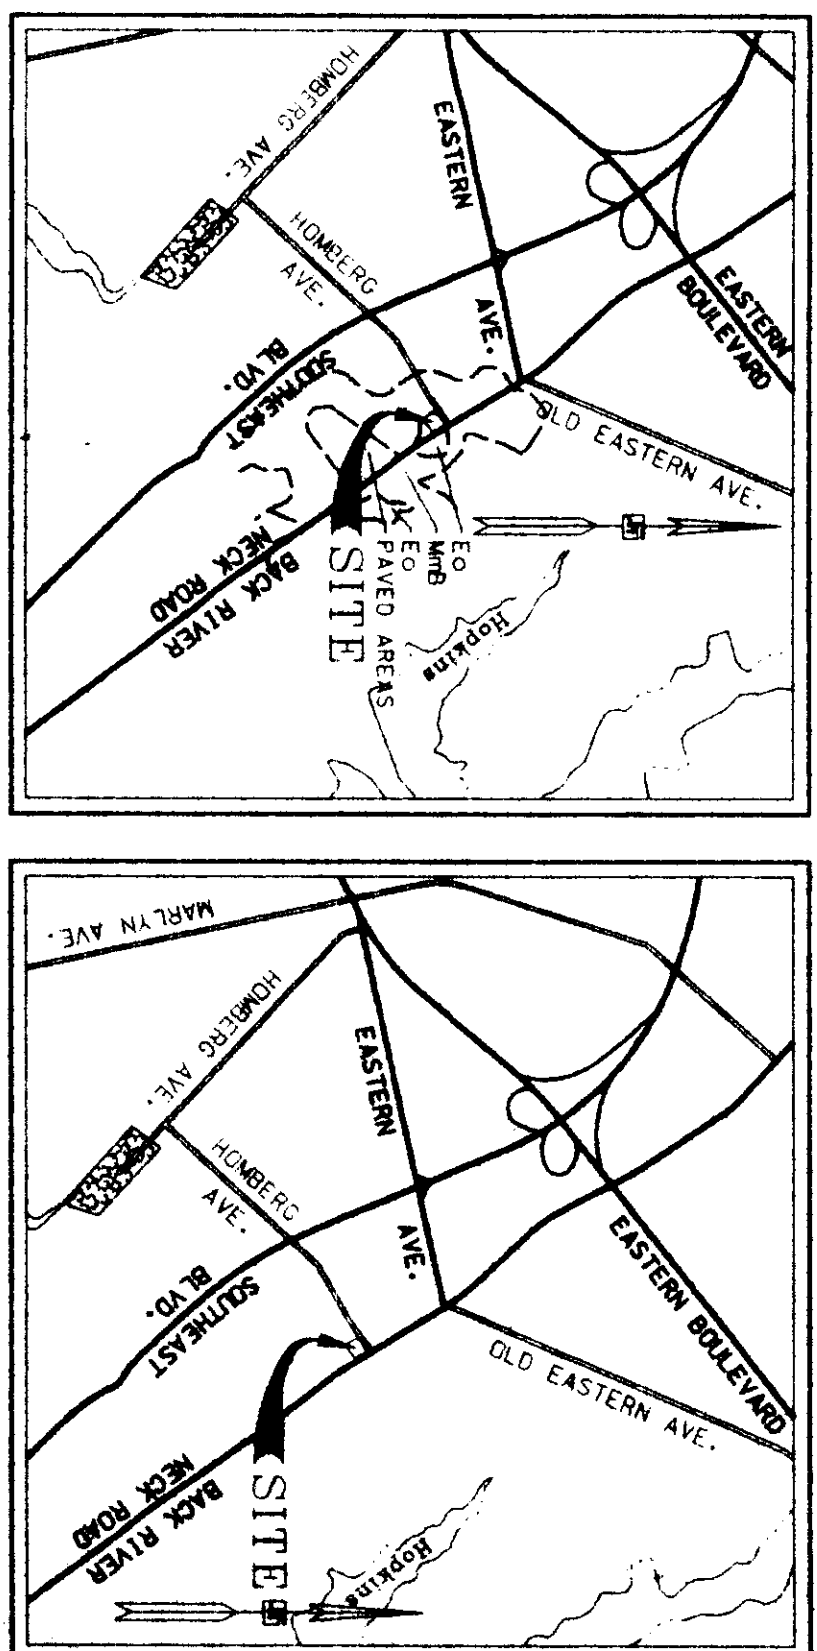 HOMBERG AVE.
HOMBERG
AVE.
EASTERN
AVE.
EASTERN
BOULEVARD
SOUTHEAST
BLVD.
OLD EASTERN AVE.
BACK RIVER
NECK ROAD
SITE
Eo
MmB
Eo
PAVED AREAS
Hopkins
MARLYN AVE.
HOMBERG AVE.
HOMBERG
AVE.
EASTERN
AVE.
EASTERN BOULEVARD
SOUTHEAST
BLVD.
OLD EASTERN AVE.
BACK RIVER
NECK ROAD
SITE
Hopkins